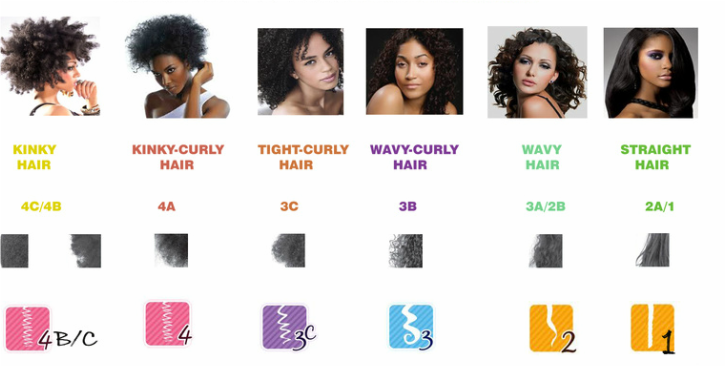 KINKY HAIR
KINKY-CURLY HAIR
TIGHT-CURLY HAIR
WAVY-CURLY HAIR
WAVY HAIR
STRAIGHT HAIR
4C/4B
4A
3C
3B
3A/2B
2A/1
4B/C
4
3C
3
2
1